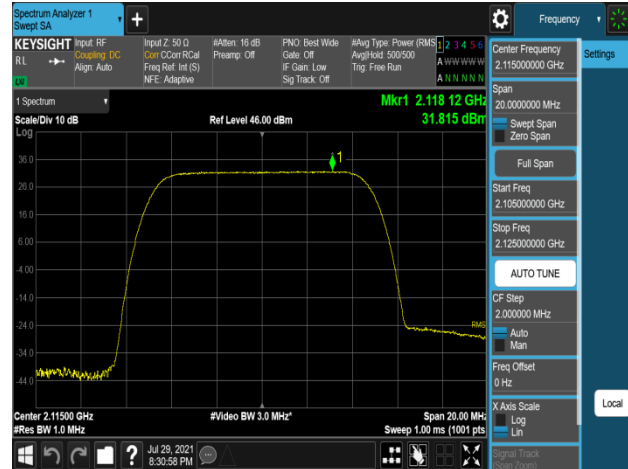 Spectrum Analyzer 1
Swept SA
+
Frequency
KEYSIGHT
RL
LW
Input: RF
Coupling: DC
Align: Auto
Input Z: 50 Ω
Corr CCorr RCal
Freq Ref: Int (S)
NFE: Adaptive
#Atten: 16 dB
Preamp: Off
PNO: Best Wide
Gate: Off
IF Gain: Low
Sig Track: Off
#Avg Type: Power (RMS
Avg|Hold: 500/500
Trig: Free Run
1 2 3 4 5 6
A W W W W W
A N N N N N
1 Spectrum
Scale/Div 10 dB
Ref Level 46.00 dBm
Mkr1 2.118 12 GHz
31.815 dBm
Log
36.0
26.0
16.0
6.00
-4.00
-14.0
-24.0
-34.0
-44.0
1
RMS
Center 2.11500 GHz
#Res BW 1.0 MHz
#Video BW 3.0 MHz*
Span 20.00 MHz
Sweep 1.00 ms (1001 pts
?
Jul 29, 2021
8:30:58 PM
Center Frequency
2.115000000 GHz
Span
20.0000000 MHz
Swept Span
Zero Span
Full Span
Start Freq
2.105000000 GHz
Stop Freq
2.125000000 GHz
AUTO TUNE
CF Step
2.000000 MHz
Auto
Man
Freq Offset
0 Hz
X Axis Scale
Log
Lin
Signal Track
(Span Zoom)
Settings
Local